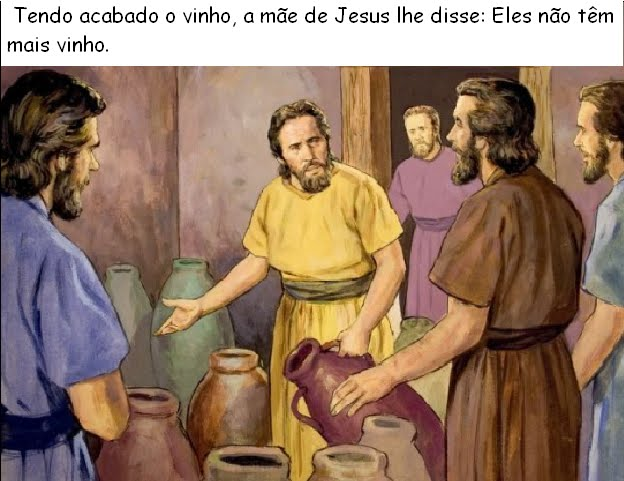 Tendo acabado o vinho, a mãe de Jesus lhe disse: Eles não têm
mais vinho.